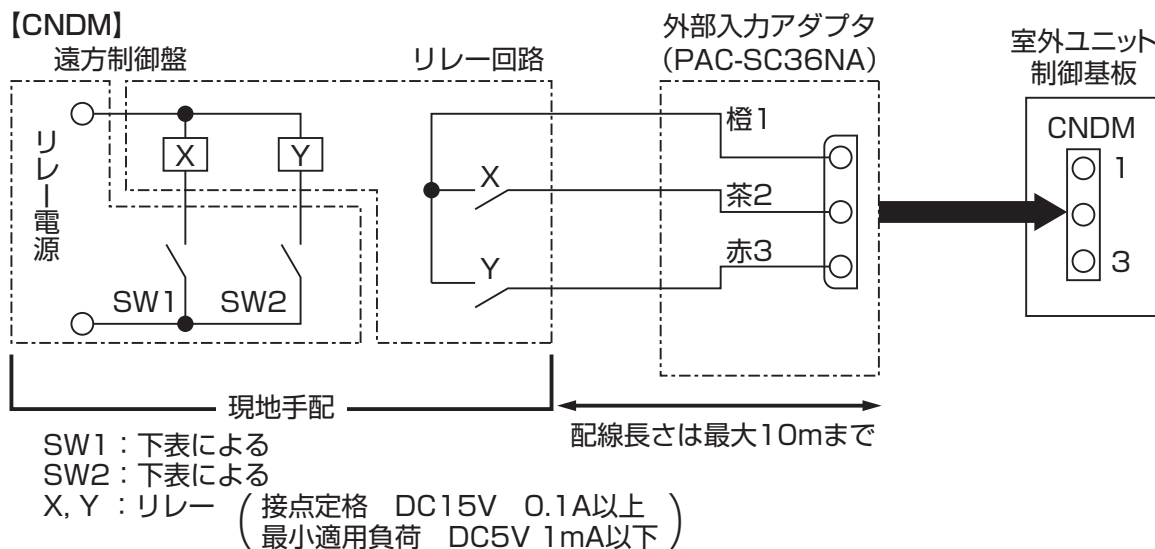 【CNDM】
遠方制御盤
リレー回路
外部入力アダプタ
（PAC-SC36NA）
室外ユニット
制御基板
リレー電源
X
Y
SW1
SW2
X
Y
橙1
茶2
赤3
CNDM
1
3
現地手配
配線長さは最大10mまで
SW1：下表による
SW2：下表による
X, Y ：リレー
接点定格　DC15V　0.1A以上
最小適用負荷　DC5V 1mA以下